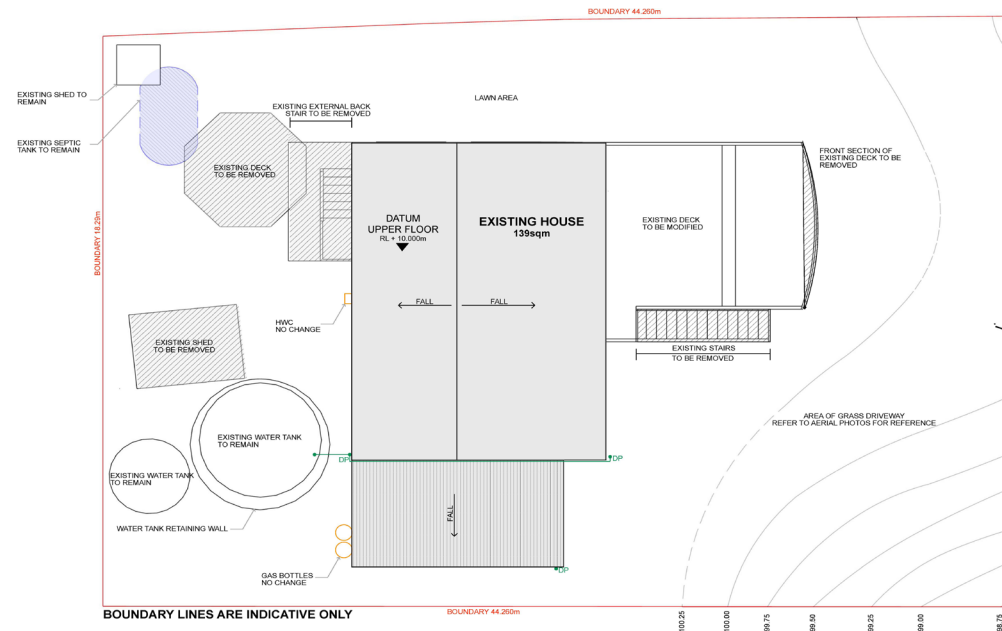 BOUNDARY 44.260m
EXISTING SHED TO
REMAIN
EXISTING SEPTIC
TANK TO REMAIN
EXISTING EXTERNAL BACK
STAIR TO BE REMOVED
LAWN AREA
EXISTING DECK
TO BE REMOVED
FRONT SECTION OF
EXISTING DECK TO BE
REMOVED
DATUM
UPPER FLOOR
RL + 10.000m
EXISTING HOUSE
139sqm
EXISTING DECK
TO BE MODIFIED
BOUNDARY 18.29m
FALL
FALL
HWC
NO CHANGE
EXISTING SHED
TO BE REMOVED
EXISTING STAIRS
TO BE REMOVED
AREA OF GRASS DRIVEWAY
REFER TO AERIAL PHOTOS FOR REFERENCE
EXISTING WATER TANK
TO REMAIN
EXISTING WATER TANK
TO REMAIN
DP
DP
WATER TANK RETAINING WALL
FALL
GAS BOTTLES
NO CHANGE
DP
BOUNDARY LINES ARE INDICATIVE ONLY
BOUNDARY 44.260m
100.25
100.00
99.75
99.50
99.25
99.00
98.75